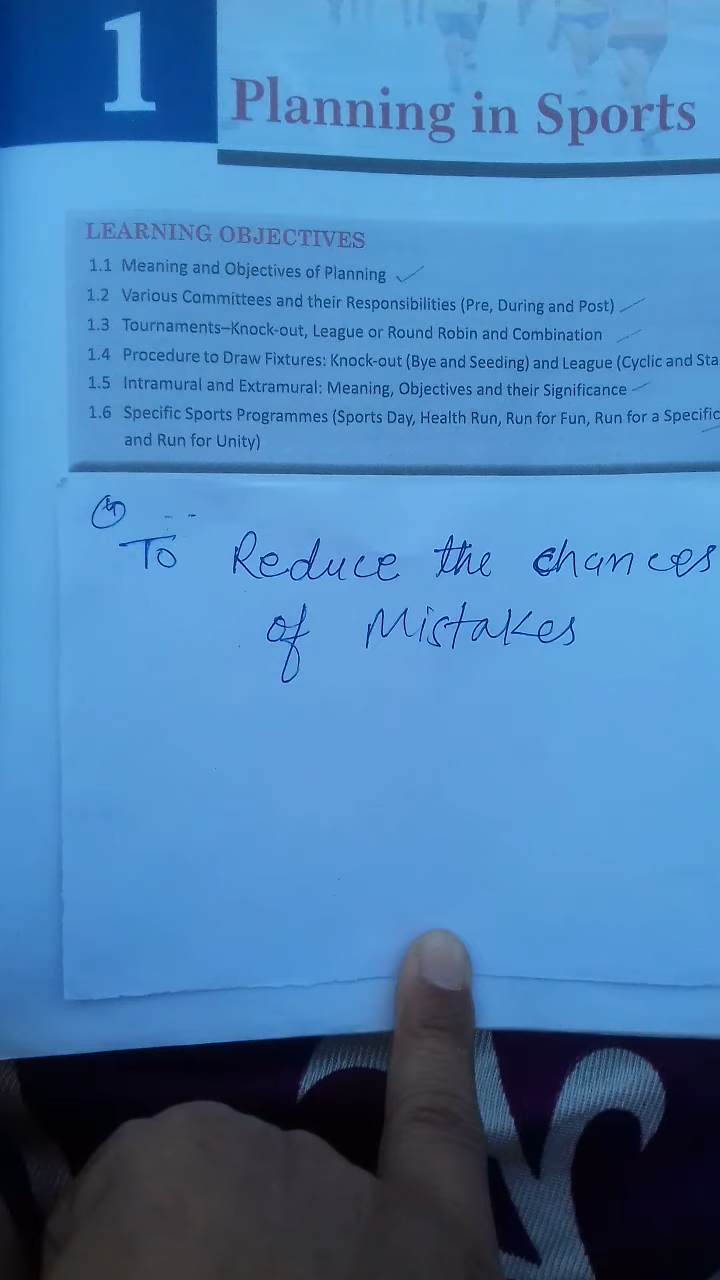 1
Planning in Sports
LEARNING OBJECTIVES
1.1 Meaning and Objectives of Planning
1.2 Various Committees and their Responsibilities (Pre, During and Post)
1.3 Tournaments–Knock-out, League or Round Robin and Combination
1.4 Procedure to Draw Fixtures: Knock-out (Bye and Seeding) and League (Cyclic and
1.5 Intramural and Extramural: Meaning, Objectives and their Significance
1.6 Specific Sports Programmes (Sports Day, Health Run, Run for Fun, Run for a Specific
and Run for Unity)
To Reduce the chances
of Mistakes